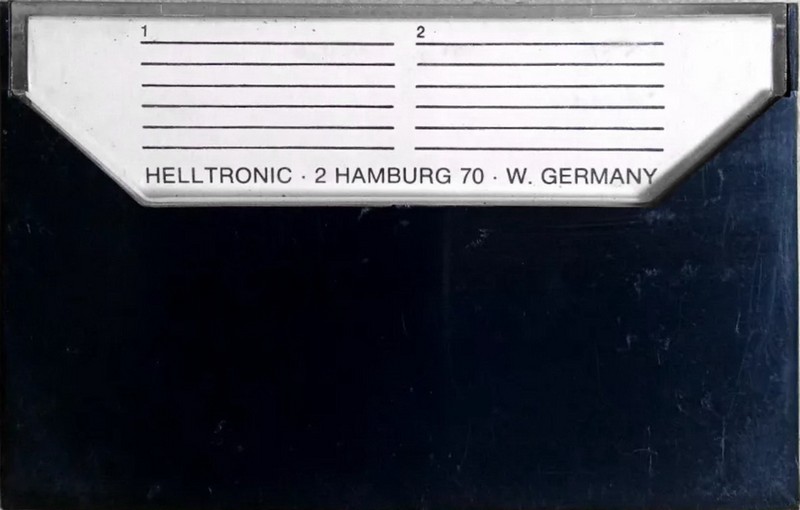 1 2
HELLTRONIC · 2 HAMBURG 70 · W. GERMANY